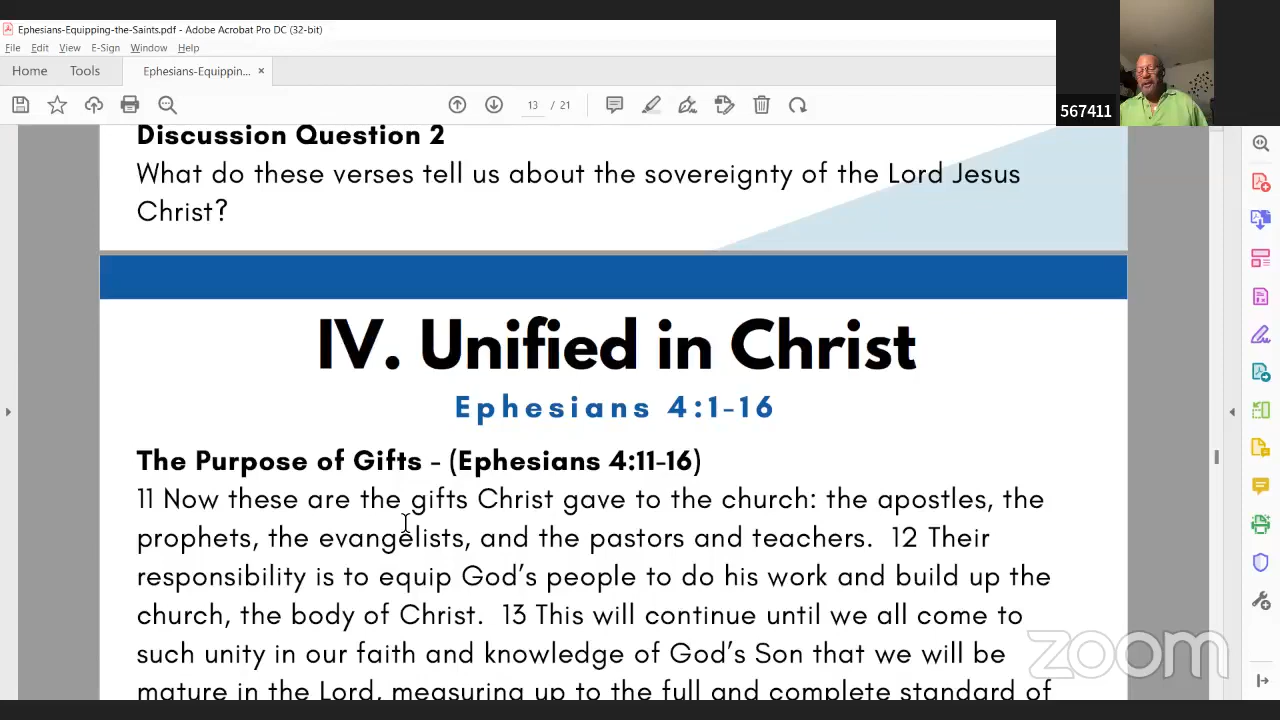 Ephesians-Equipping-the-Saints.pdf - Adobe Acrobat Pro DC (32-bit)
File Edit View E-Sign Window Help
Home Tools Ephesians-Equippin... ×
13 / 21
567411
Discussion Question 2
What do these verses tell us about the sovereignty of the Lord Jesus
Christ?
IV. Unified in Christ
Ephesians 4:1-16
The Purpose of Gifts - (Ephesians 4:11-16)
11 Now these are the gifts Christ gave to the church: the apostles, the
prophets, the evangelists, and the pastors and teachers. 12 Their
responsibility is to equip God’s people to do his work and build up the
church, the body of Christ. 13 This will continue until we all come to
such unity in our faith and knowledge of God’s Son that we will be
mature in the Lord, measuring up to the full and complete standard of
zoom